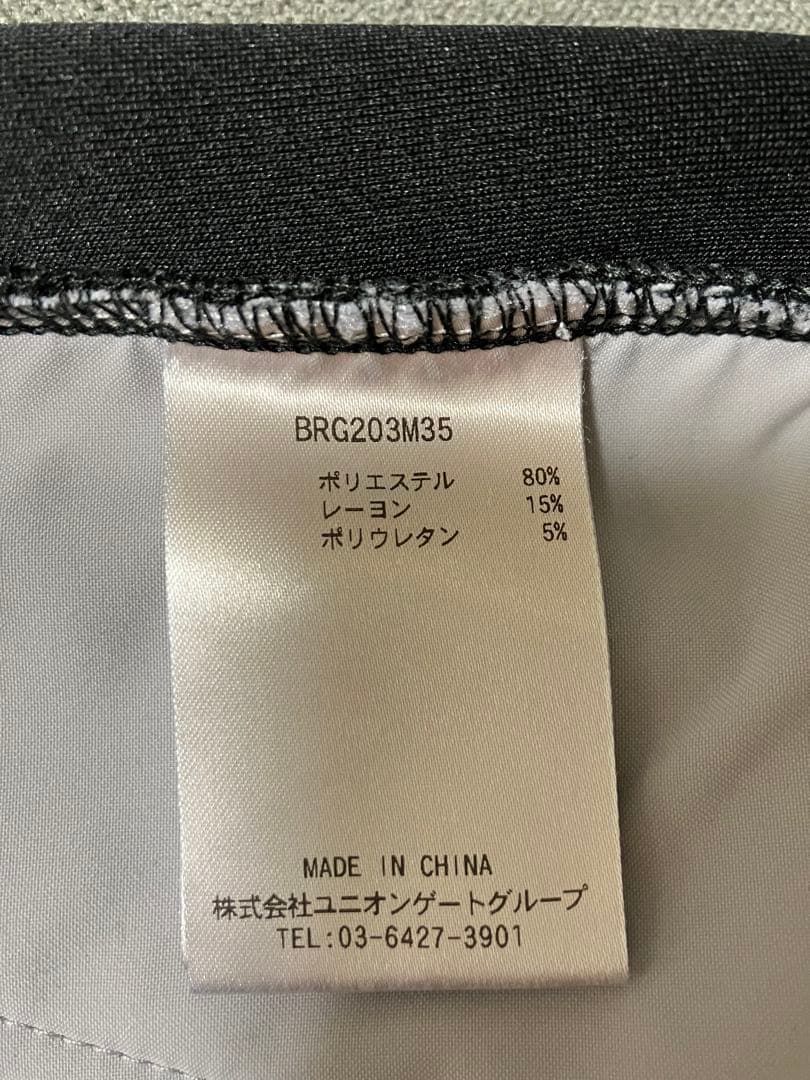 BRG203M35
ポリエステル 80%
レーヨン 15%
ポリウレタン 5%
MADE IN CHINA
株式会社ユニオンゲートグループ
TEL:03-6427-3901